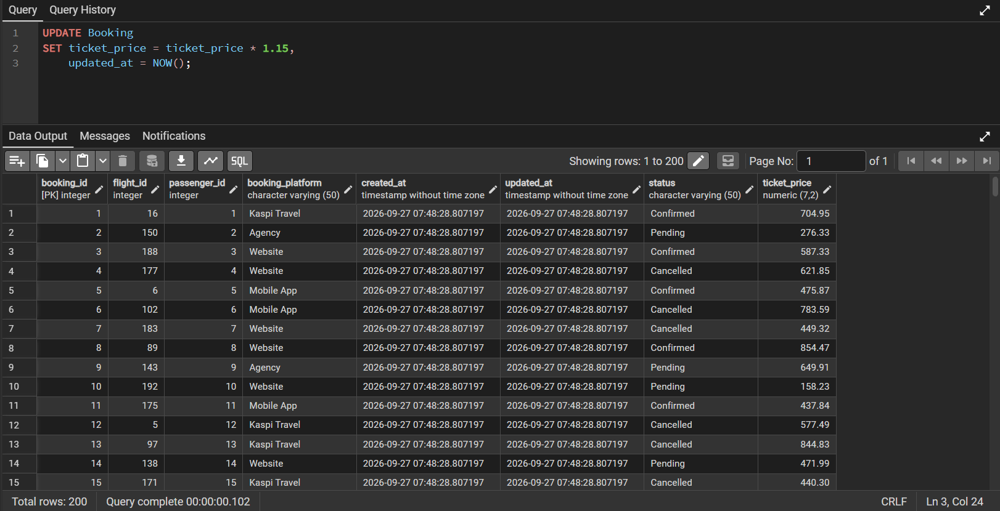 Query Query History
1 UPDATE Booking
2 SET ticket_price = ticket_price * 1.15,
3 updated_at = NOW();
Data Output Messages Notifications
SQL Showing rows: 1 to 200 Page No: 1 of 1
booking_id flight_id passenger_id booking_platform created_at updated_at status ticket_price
[PK] integer integer integer character varying (50) timestamp without time zone timestamp without time zone character varying (50) numeric (7,2)
1 1 16 1 Kaspi Travel 2026-09-27 07:48:28.807197 2026-09-27 07:48:28.807197 Confirmed 704.95
2 2 150 2 Agency 2026-09-27 07:48:28.807197 2026-09-27 07:48:28.807197 Pending 276.33
3 3 188 3 Website 2026-09-27 07:48:28.807197 2026-09-27 07:48:28.807197 Confirmed 587.33
4 4 177 4 Website 2026-09-27 07:48:28.807197 2026-09-27 07:48:28.807197 Cancelled 621.85
5 5 6 5 Mobile App 2026-09-27 07:48:28.807197 2026-09-27 07:48:28.807197 Confirmed 475.87
6 6 102 6 Mobile App 2026-09-27 07:48:28.807197 2026-09-27 07:48:28.807197 Cancelled 783.59
7 7 183 7 Website 2026-09-27 07:48:28.807197 2026-09-27 07:48:28.807197 Cancelled 449.32
8 8 89 8 Website 2026-09-27 07:48:28.807197 2026-09-27 07:48:28.807197 Confirmed 854.47
9 9 143 9 Agency 2026-09-27 07:48:28.807197 2026-09-27 07:48:28.807197 Pending 649.91
10 10 192 10 Website 2026-09-27 07:48:28.807197 2026-09-27 07:48:28.807197 Pending 158.23
11 11 175 11 Mobile App 2026-09-27 07:48:28.807197 2026-09-27 07:48:28.807197 Confirmed 437.84
12 12 5 12 Kaspi Travel 2026-09-27 07:48:28.807197 2026-09-27 07:48:28.807197 Cancelled 577.49
13 13 97 13 Kaspi Travel 2026-09-27 07:48:28.807197 2026-09-27 07:48:28.807197 Cancelled 844.83
14 14 138 14 Website 2026-09-27 07:48:28.807197 2026-09-27 07:48:28.807197 Pending 471.99
15 15 171 15 Kaspi Travel 2026-09-27 07:48:28.807197 2026-09-27 07:48:28.807197 Cancelled 440.30
Total rows: 200 Query complete 00:00:00.102 CRLF Ln 3, Col 24